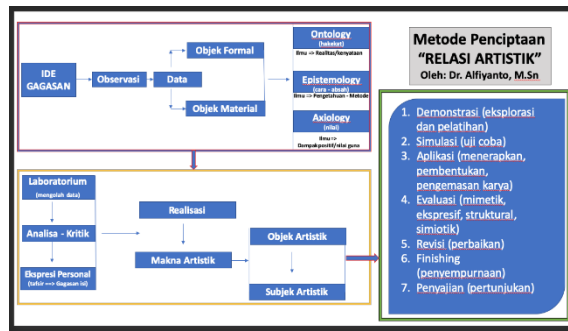 IDE
GAGASAN
Observasi
Data
Objek Formal
Objek Material
Ontology
(hakekat)
Ilmu => Realitas/kenyataan
Epistemology
(cara - absah)
Ilmu => Pengetahuan - Metode
Axiology
(nilai)
Ilmu=>
Dampakpositif/nilai guna
Metode Penciptaan
"RELASI ARTISTIK"
Oleh: Dr. Alfiyanto, M.Sn
Laboratorium
(mengolah data)
Analisa - Kritik
Ekspresi Personal
(tafsir ==> Gagasan isi)
Realisasi
Makna Artistik
Objek Artistik
Subjek Artistik
1. Demonstrasi (eksplorasi
dan pelatihan)
2. Simulasi (uji coba)
3. Aplikasi (menerapkan,
pembentukan,
pengemasan karya)
4. Evaluasi (mimetik,
ekspresif, struktural,
simiotik)
5. Revisi (perbaikan)
6. Finishing
(penyempurnaan)
7. Penyajian (pertunjukan)